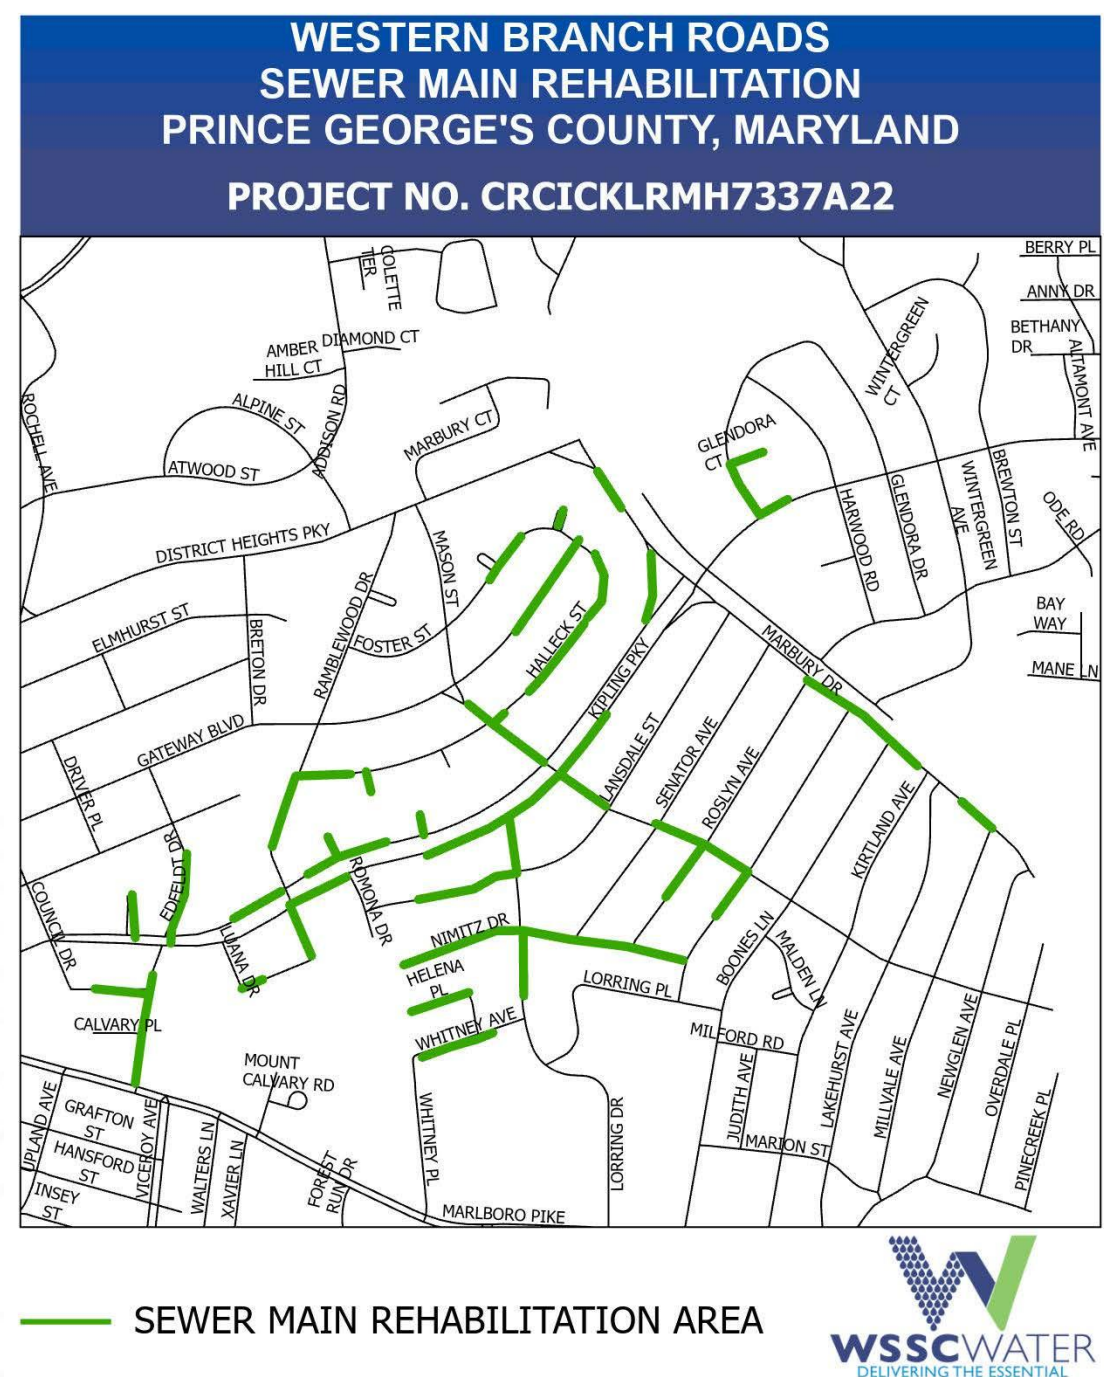 WESTERN BRANCH ROADS
SEWER MAIN REHABILITATION
PRINCE GEORGE'S COUNTY, MARYLAND
PROJECT NO. CRCICKLRMH7337A22
BERRY PL
COLETTE
TER
ANNY DR
BETHANY
DR
AMBER
HILL CT
DIAMOND CT
WINTERGREEN
CT
ALTAMONT AVE
ROCHELL AVE
ALPINE ST
ADDISON RD
MARBURY CT
GLENDORA
CT
ATWOOD ST
BREWTON ST
WINTERGREEN
AVE
GLENDORA DR
HARWOOD RD
ODE RD
DISTRICT HEIGHTS PKY
MASON ST
ELMHURST ST
BRETON DR
RAMBLEWOOD DR
FOSTER ST
HALLECK ST
KIPLING PKY
MARBURY DR
BAY
WAY
MANE LN
GATEWAY BLVD
DRIVER PL
LANSDALE ST
SENATOR AVE
ROSLYN AVE
KIRTLAND AVE
EDFELDT DR
COUNCIL DR
ROMONA DR
LUANA DR
NIMITZ DR
HELENA
PL
WHITNEY AVE
LORRING PL
BOONES LN
MALDEN LN
CALVARY PL
MOUNT
CALVARY RD
MILFORD RD
JUDITH AVE
LAKEHURST AVE
MILLVALE AVE
NEWGLEN AVE
OVERDALE PL
PINECREEK PL
UPLAND AVE
GRAFTON
ST
HANSFORD
ST
INSEY
ST
VICEROY AVE
WALTERS LN
XAVIER LN
FOREST
RUN DR
WHITNEY PL
LORRING DR
MARION ST
MARLBORO PIKE
SEWER MAIN REHABILITATION AREA
WSSCWATER
DELIVERING THE ESSENTIAL